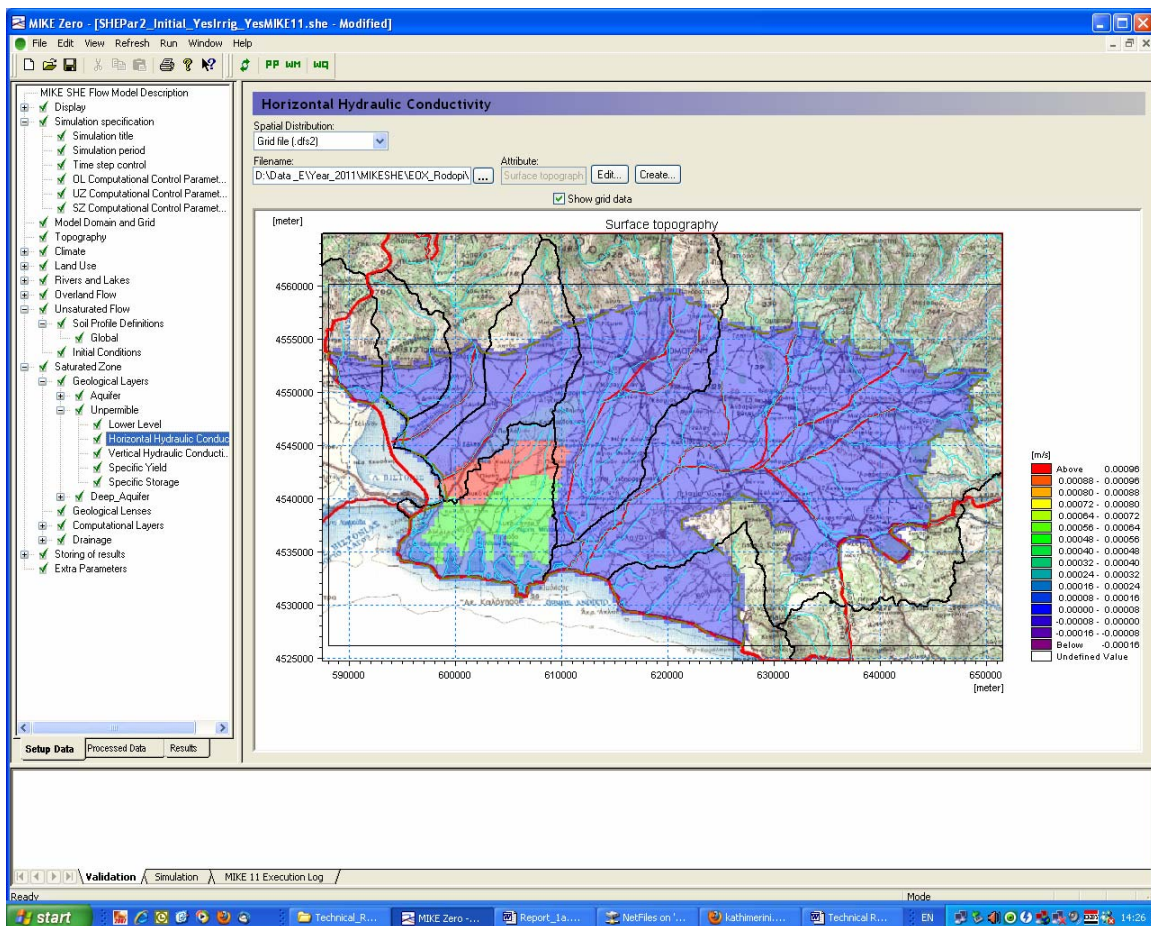 MIKE Zero - [SHEPar2_Initial_YesIrrig_YesMIKE11.she - Modified]
File Edit View Refresh Run Window Help
PP WM WQ
MIKE SHE Flow Model Description
Display
Simulation specification
Simulation title
Simulation period
Time step control
OL Computational Control Paramet...
UZ Computational Control Paramet...
SZ Computational Control Paramet...
Model Domain and Grid
Topography
Climate
Land Use
Rivers and Lakes
Overland Flow
Unsaturated Flow
Soil Profile Definitions
Global
Initial Conditions
Saturated Zone
Geological Layers
Aquifer
Unpermible
Lower Level
Horizontal Hydraulic Conduc
Vertical Hydraulic Conducti...
Specific Yield
Specific Storage
Deep_Aquifer
Geological Lenses
Computational Layers
Drainage
Storing of results
Extra Parameters
Setup Data Processed Data Results
Horizontal Hydraulic Conductivity
Spatial Distribution:
Grid file (.dfs2)
Filename: Attribute:
D:\Data _E\Year_2011\MIKESHE\EOX_Rodopi\ ... Surface topograph Edit... Create...
Show grid data
[meter]
Surface topography
4560000
4555000
4550000
4545000
4540000
4535000
4530000
4525000
590000 600000 610000 620000 630000 640000 650000
[meter]
[m/s]
Above 0.00096
0.00088 - 0.00096
0.00080 - 0.00088
0.00072 - 0.00080
0.00064 - 0.00072
0.00056 - 0.00064
0.00048 - 0.00056
0.00040 - 0.00048
0.00032 - 0.00040
0.00024 - 0.00032
0.00016 - 0.00024
0.00008 - 0.00016
0.00000 - 0.00008
-0.00008 - 0.00000
-0.00016 - -0.00008
Below -0.00016
Undefined Value
Validation Simulation MIKE 11 Execution Log
Ready Mode
start Technical_R... MIKE Zero -... Report_1a.... NetFiles on '... kathimerini.... Technical R... EN 14:26